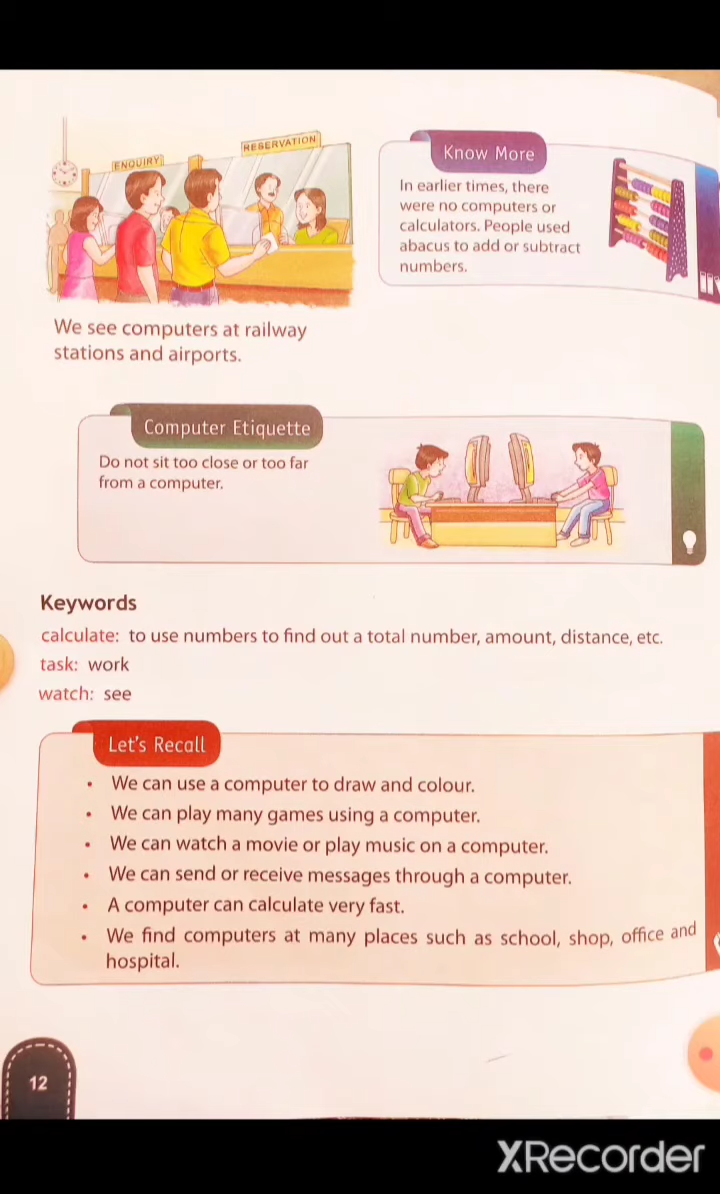 ENQUIRY
RESERVATION
We see computers at railway
stations and airports.
Know More
In earlier times, there
were no computers or
calculators. People used
abacus to add or subtract
numbers.
Computer Etiquette
Do not sit too close or too far
from a computer.
Keywords
calculate: to use numbers to find out a total number, amount, distance, etc.
task: work
watch: see
Let's Recall
• We can use a computer to draw and colour.
• We can play many games using a computer.
• We can watch a movie or play music on a computer.
• We can send or receive messages through a computer.
• A computer can calculate very fast.
• We find computers at many places such as school, shop, office and
hospital.
12
XRecorder